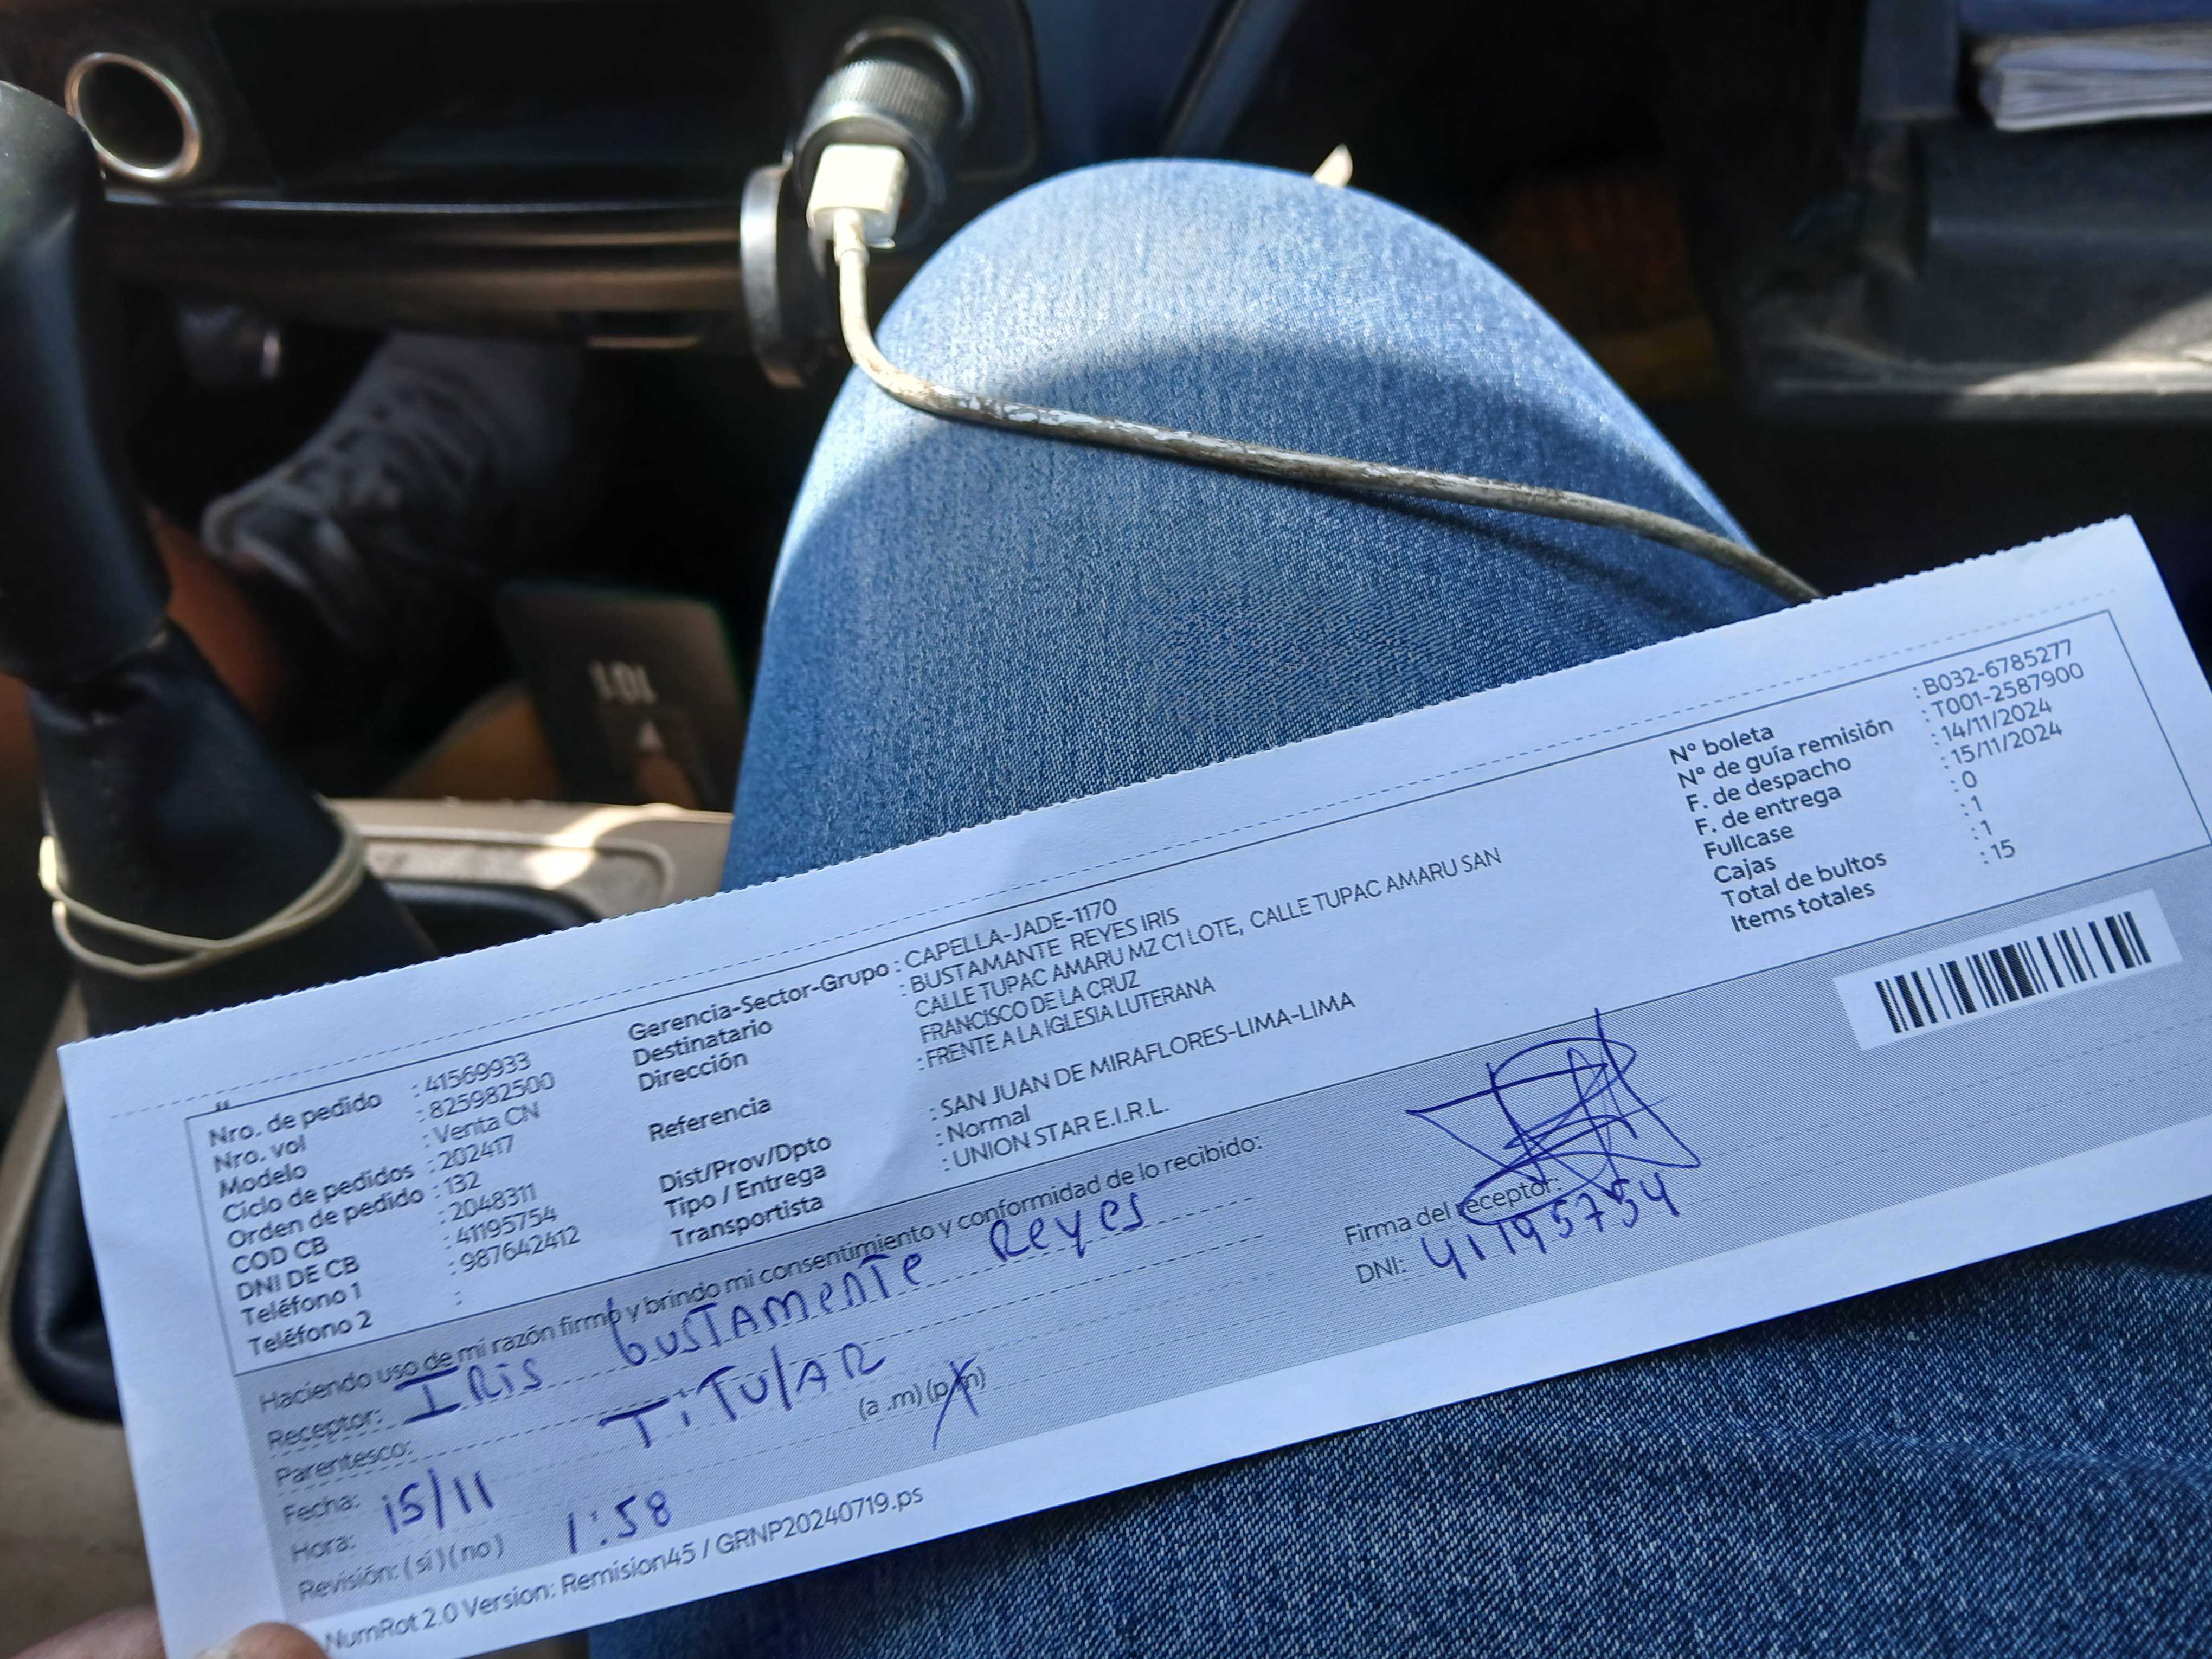 Nro. de pedido : 41569933
Nro. vol : 825982500
Modelo : Venta CN
Ciclo de pedidos : 202417
Orden de pedido : 132
COD CB : 2048311
DNI DE CB : 41195754
Teléfono 1 : 987642412
Teléfono 2 :
Gerencia-Sector-Grupo : CAPELLA-JADE-1170
Destinatario : BUSTAMANTE REYES IRIS
Dirección CALLE TUPAC AMARU MZ C1 LOTE, CALLE TUPAC AMARU SAN
FRANCISCO DE LA CRUZ
Referencia : FRENTE A LA IGLESIA LUTERANA
Dist/Prov/Dpto : SAN JUAN DE MIRAFLORES-LIMA-LIMA
Tipo / Entrega : Normal
Transportista : UNION STAR E.I.R.L.
N° boleta : B032-6785277
N° de guía remisión : T001-2587900
F. de despacho : 14/11/2024
F. de entrega : 15/11/2024
Fullcase : 0
Cajas : 1
Total de bultos : 1
Items totales : 15
Haciendo uso de mi razón firmo y brindo mi consentimiento y conformidad de lo recibido:
Receptor: IRIS bUSTAMENTE REYES
Parentesco: TiTUlAR
Fecha: 15/11
Hora: 1:58 (a .m) (p.m)
Revisión: (si) (no)
Firma del receptor:
DNI: 41195754
NumRot 2.0 Version: Remision45 / GRNP20240719.ps